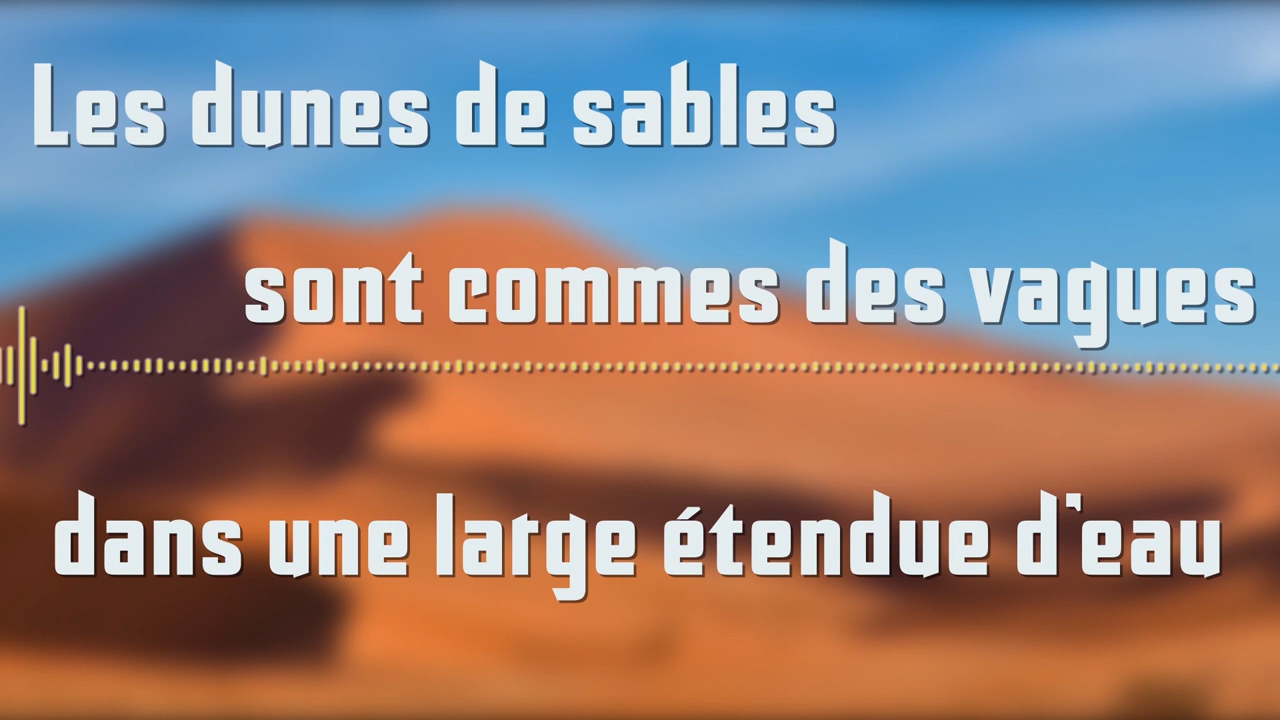 Les dunes de sables
sont commes des vagues
dans une large étendue d'eau